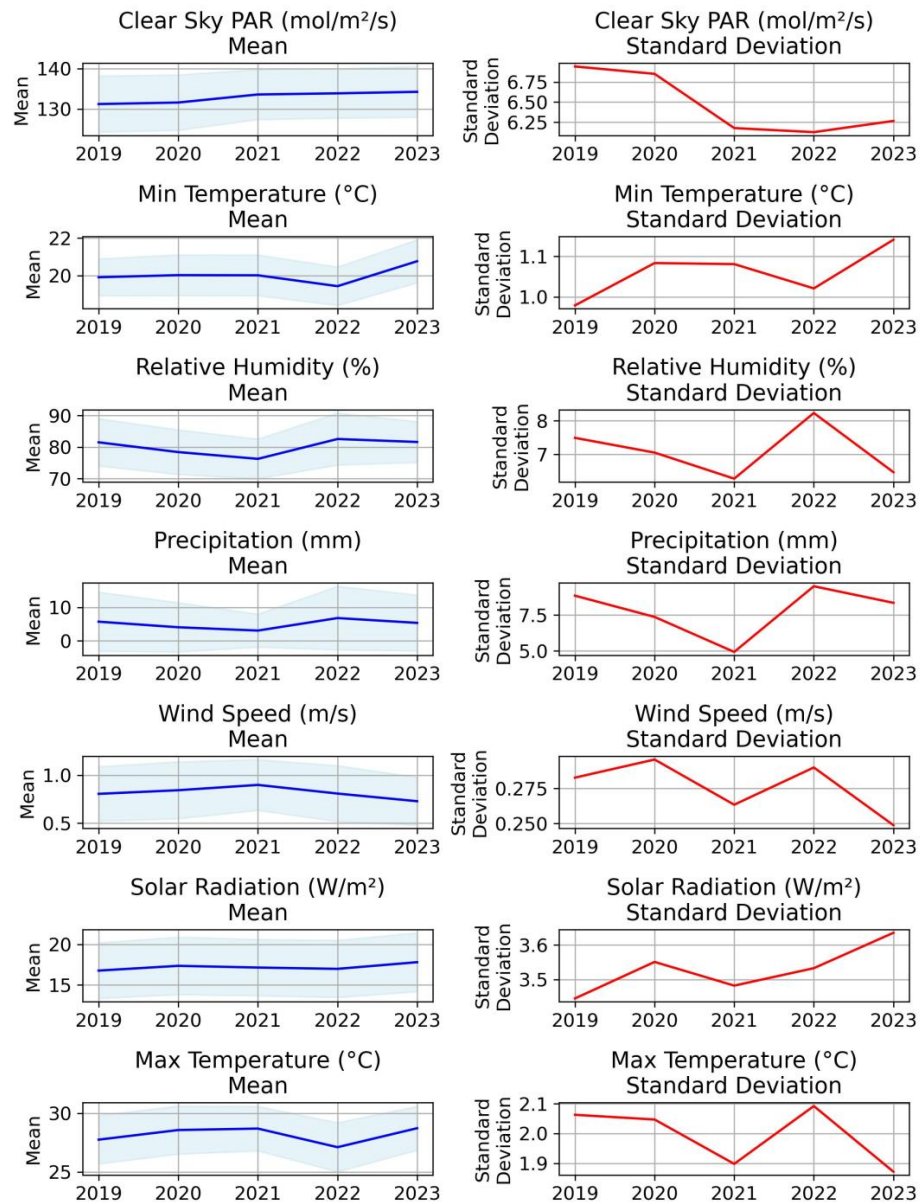 Clear Sky PAR (mol/m²/s)
Mean
Mean
140
130
2019 2020 2021 2022 2023
Clear Sky PAR (mol/m²/s)
Standard Deviation
Standard
Deviation
6.75
6.50
6.25
2019 2020 2021 2022 2023
Min Temperature (°C)
Mean
Mean
22
20
2019 2020 2021 2022 2023
Min Temperature (°C)
Standard Deviation
Standard
Deviation
1.1
1.0
2019 2020 2021 2022 2023
Relative Humidity (%)
Mean
Mean
90
80
70
2019 2020 2021 2022 2023
Relative Humidity (%)
Standard Deviation
Standard
Deviation
8
7
2019 2020 2021 2022 2023
Precipitation (mm)
Mean
Mean
10
0
2019 2020 2021 2022 2023
Precipitation (mm)
Standard Deviation
Standard
Deviation
7.5
5.0
2019 2020 2021 2022 2023
Wind Speed (m/s)
Mean
Mean
1.0
0.5
2019 2020 2021 2022 2023
Wind Speed (m/s)
Standard Deviation
Standard
Deviation
0.275
0.250
2019 2020 2021 2022 2023
Solar Radiation (W/m²)
Mean
Mean
20
15
2019 2020 2021 2022 2023
Solar Radiation (W/m²)
Standard Deviation
Standard
Deviation
3.6
3.5
2019 2020 2021 2022 2023
Max Temperature (°C)
Mean
Mean
30
25
2019 2020 2021 2022 2023
Max Temperature (°C)
Standard Deviation
Standard
Deviation
2.1
2.0
1.9
2019 2020 2021 2022 2023